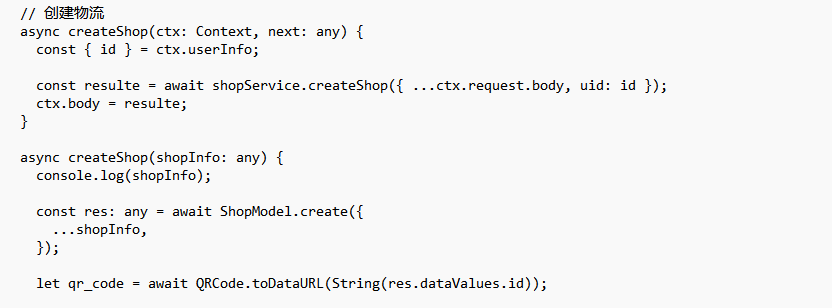 // 创建物流
async createShop(ctx: Context, next: any) {
const { id } = ctx.userInfo;
const resulte = await shopService.createShop({ ...ctx.request.body, uid: id });
ctx.body = resulte;
}
async createShop(shopInfo: any) {
console.log(shopInfo);
const res: any = await ShopModel.create({
...shopInfo,
});
let qr_code = await QRCode.toDataURL(String(res.dataValues.id));